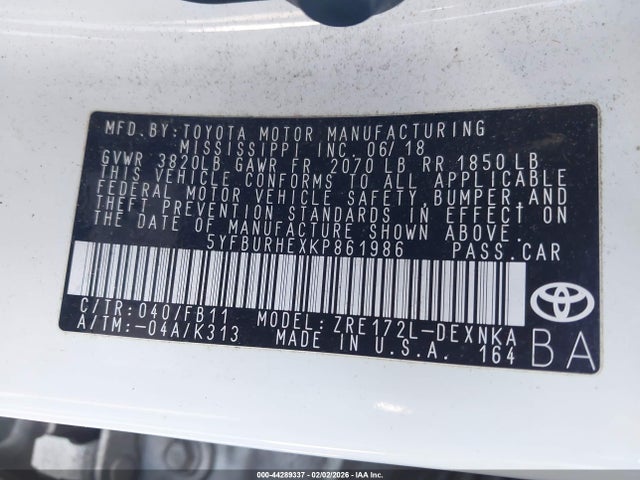 MFD.BY:TOYOTA MOTOR MANUFACTURING
MISSISSIPPI INC 06/18
GVWR 3820LB GAWR FR 2070 LB RR 1850 LB
THIS VEHICLE CONFORMS TO ALL APPLICABLE
FEDERAL MOTOR VEHICLE SAFETY,BUMPER,AND
THEFT PREVENTION STANDARDS IN EFFECT ON
THE DATE OF MANUFACTURE SHOWN ABOVE.
5YFBURHEXKP861986 PASS.CAR
C/TR:040/FB11 MODEL:ZRE172L-DEXNKA
A/TM:-04A/K313 MADE IN U.S.A. 164
BA
000-44289337 - 02/02/2026 - IAAI.com